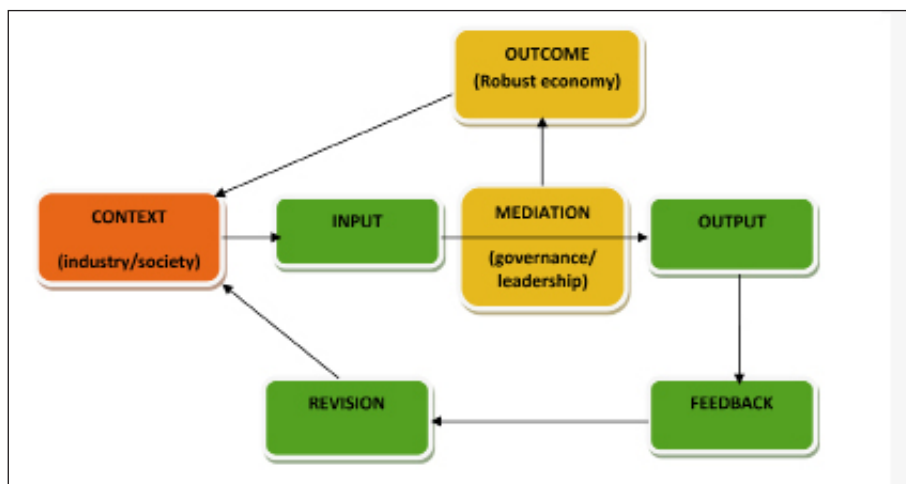 OUTCOME
(Robust economy)
CONTEXT
(industry/society)
INPUT
MEDIATION
(governance/
leadership)
OUTPUT
REVISION
FEEDBACK